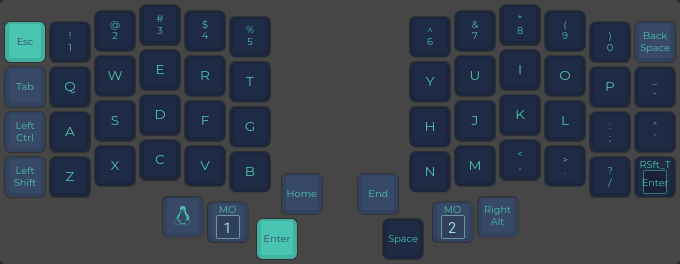 Esc ! @ # $ % ^ & * ( ) Back
1 2 3 4 5 6 7 8 9 0 Space
Tab Q W E R T Y U I O P _
-
Left A S D F G H J K L : "
Ctrl ; '
Left Z X C V B N M < > ? RSft_T
Shift , . / Enter
Home End
MO MO Right
1 2 Alt
Enter Space